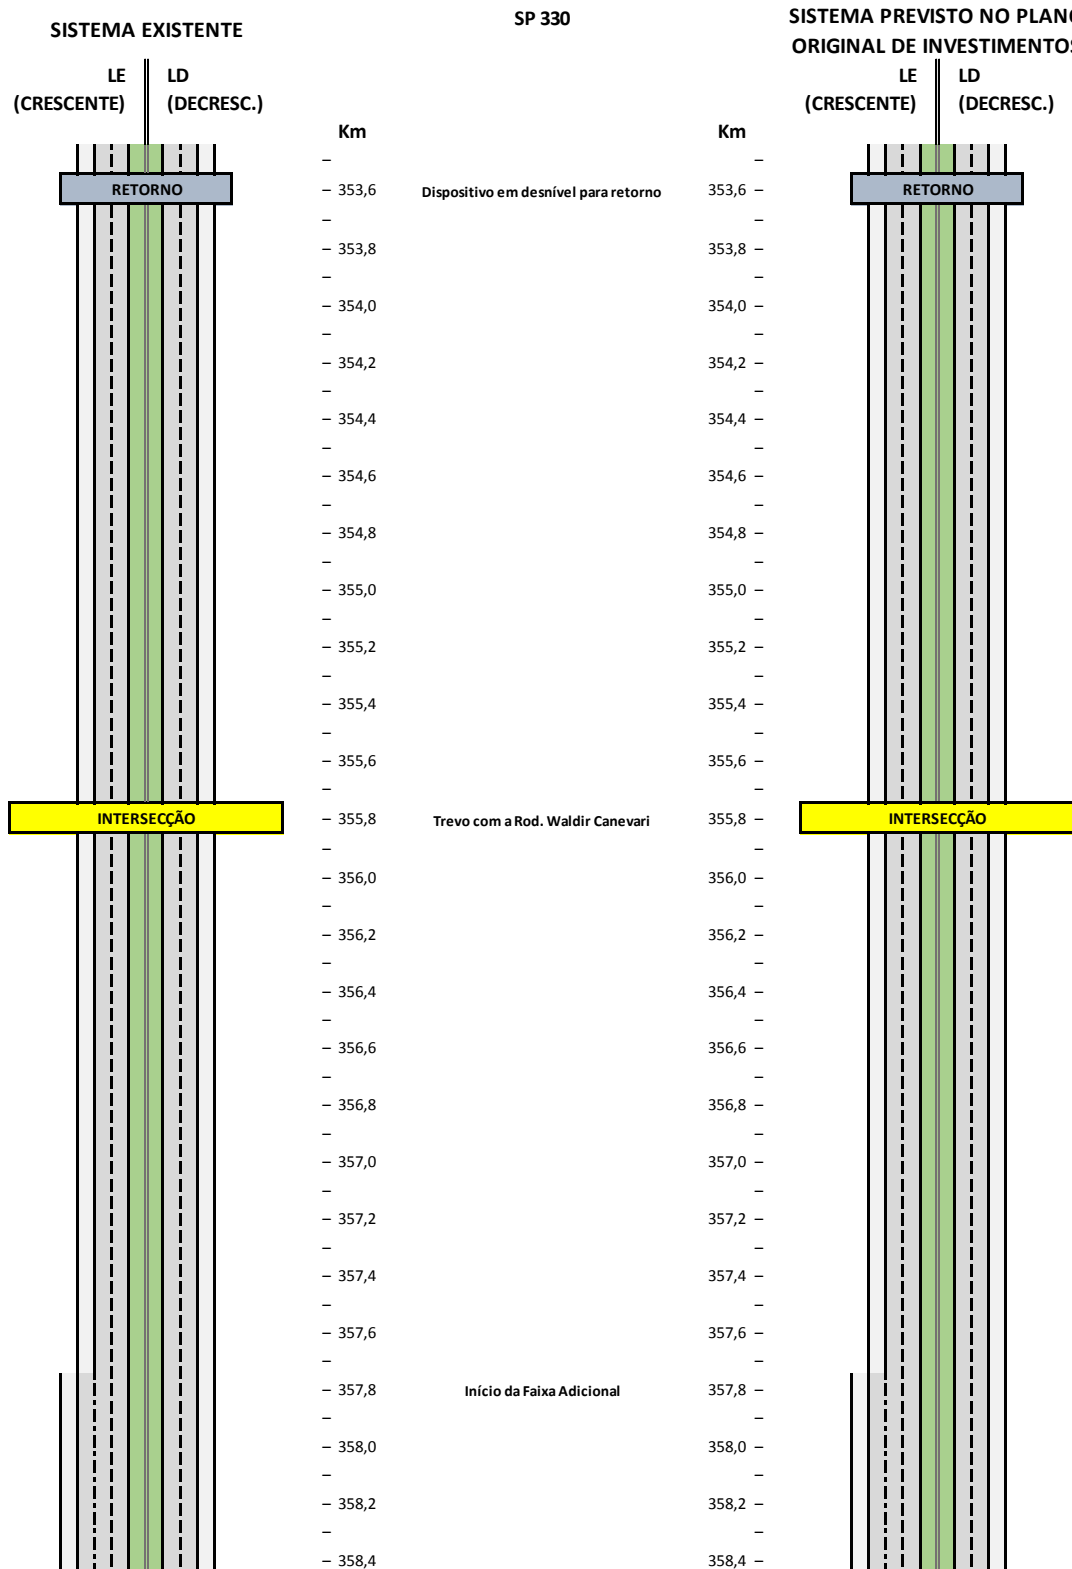 SISTEMA EXISTENTE
SP 330
SISTEMA PREVISTO NO PLANO
ORIGINAL DE INVESTIMENTOS
LE LD
(CRESCENTE) (DECRESC.)
LE LD
(CRESCENTE) (DECRESC.)
Km Km
RETORNO – 353,6 Dispositivo em desnível para retorno 353,6 – RETORNO
– 353,8 353,8 –
– 354,0 354,0 –
– 354,2 354,2 –
– 354,4 354,4 –
– 354,6 354,6 –
– 354,8 354,8 –
– 355,0 355,0 –
– 355,2 355,2 –
– 355,4 355,4 –
– 355,6 355,6 –
INTERSECÇÃO – 355,8 Trevo com a Rod. Waldir Canevari 355,8 – INTERSECÇÃO
– 356,0 356,0 –
– 356,2 356,2 –
– 356,4 356,4 –
– 356,6 356,6 –
– 356,8 356,8 –
– 357,0 357,0 –
– 357,2 357,2 –
– 357,4 357,4 –
– 357,6 357,6 –
– 357,8 Início da Faixa Adicional 357,8 –
– 358,0 358,0 –
– 358,2 358,2 –
– 358,4 358,4 –